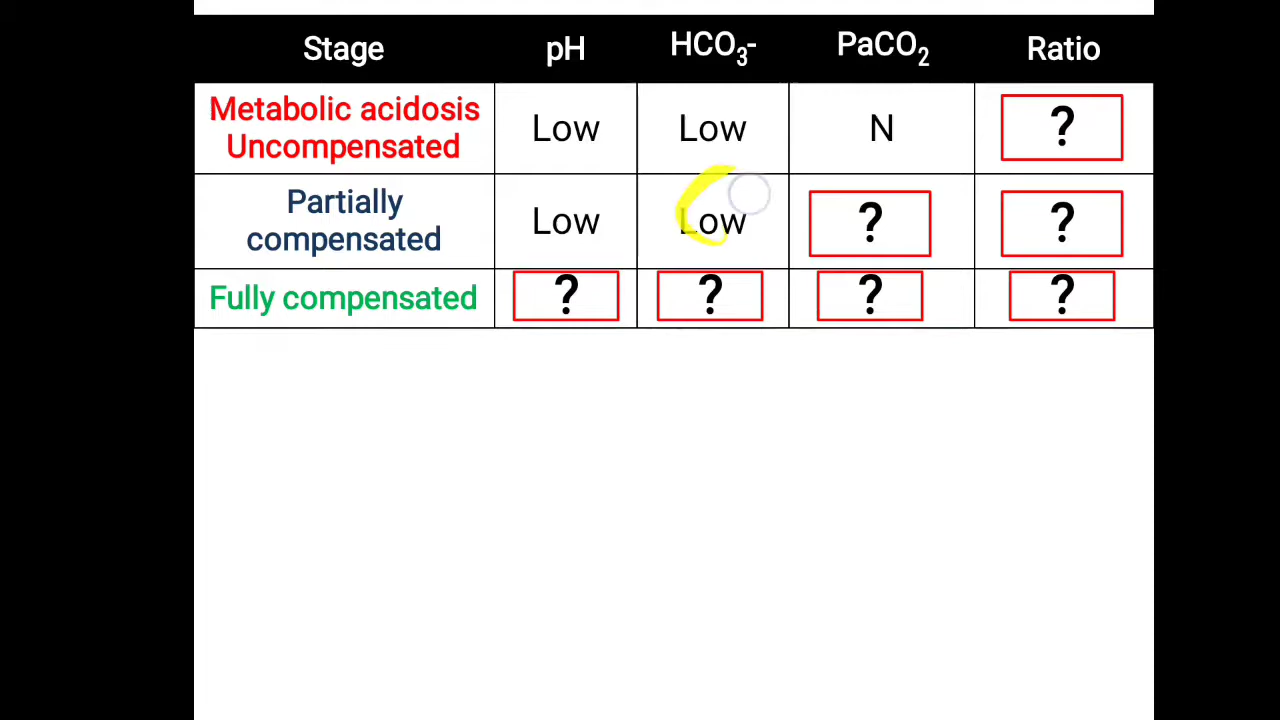 Stage pH HCO₃- PaCO₂ Ratio
Metabolic acidosis
Uncompensated Low Low N ?
Partially
compensated Low Low ? ?
Fully compensated ? ? ? ?